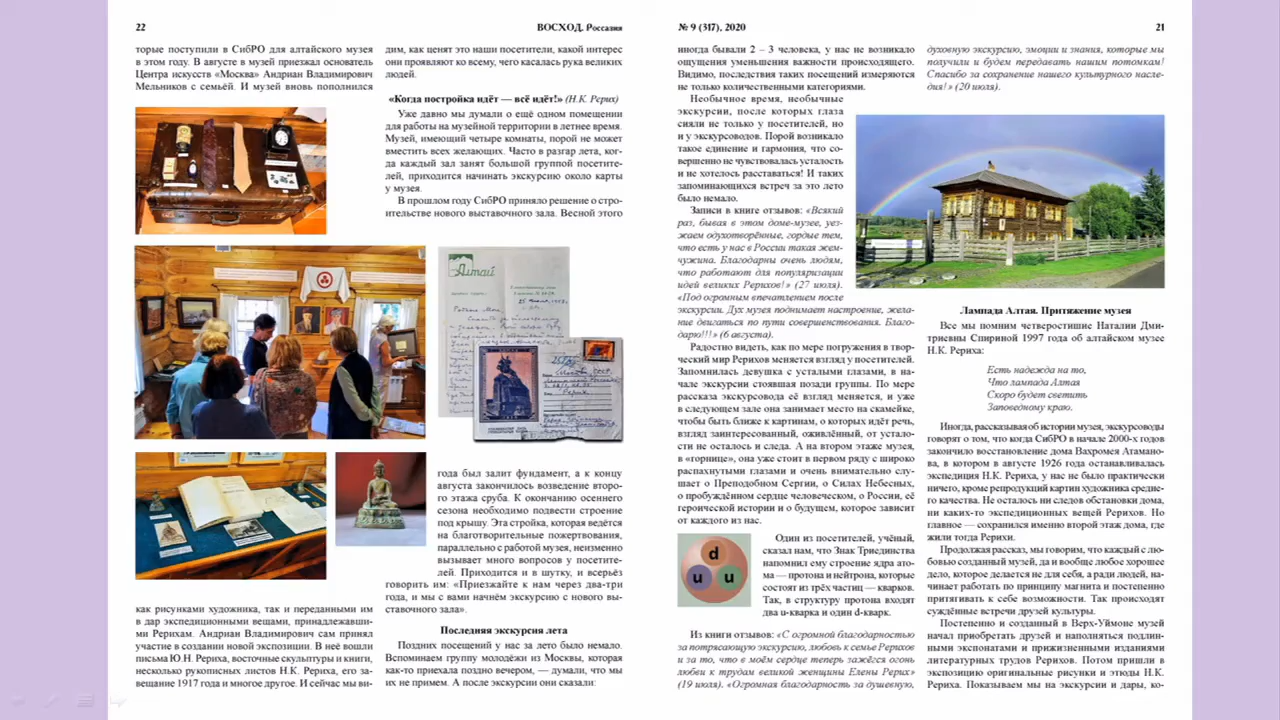 22
ВОСХОД. Россазия
торые поступили в СибРО для алтайского музея
в этом году. В августе в музей приезжал основатель
Центра искусств «Москва» Андриан Владимирович
Мельников с семьёй. И музей вновь пополнился
как рисунками художника, так и переданными им
в дар экспедиционными вещами, принадлежавши-
ми Рерихам. Андриан Владимирович сам принял
участие в создании новой экспозиции. В неё вошли
письма Ю.Н. Рериха, восточные скульптуры и книги,
несколько рукописных листов Н.К. Рериха, его за-
вещание 1917 года и многое другое. И сейчас мы ви-
дим, как ценят это наши посетители, какой интерес
они проявляют ко всему, чего касалась рука великих
людей.
«Когда постройка идёт — всё идёт!» (Н.К. Рерих)
Уже давно мы думали о ещё одном помещении
для работы на музейной территории в летнее время.
Музей, имеющий четыре комнаты, порой не может
вместить всех желающих. Часто в разгар лета, ког-
да каждый зал занят большой группой посетите-
лей, приходится начинать экскурсию около карты
у музея.
В прошлом году СибРО приняло решение о стро-
ительстве нового выставочного зала. Весной этого
Алтай
года был залит фундамент, а к концу
августа закончилось возведение второ-
го этажа сруба. К окончанию осеннего
сезона необходимо подвести строение
под крышу. Эта стройка, которая ведётся
на благотворительные пожертвования,
параллельно с работой музея, неизменно
вызывает много вопросов у посетите-
лей. Приходится и в шутку, и всерьёз
говорить им: «Приезжайте к нам через два-три
года, и мы с вами начнём экскурсию с нового вы-
ставочного зала».
Последняя экскурсия лета
Поздних посещений у нас за лето было немало.
Вспоминаем группу молодёжи из Москвы, которая
как-то приехала поздно вечером, — думали, что мы
их не примем. А после экскурсии они сказали:
№ 9 (317), 2020
21
иногда бывали 2 – 3 человека, у нас не возникало
ощущения уменьшения важности происходящего.
Видимо, последствия таких посещений измеряются
не только количественными категориями.
Необычное время, необычные
экскурсии, после которых глаза
сияли не только у посетителей, но
и у экскурсоводов. Порой возникало
такое единение и гармония, что со-
вершенно не чувствовалась усталость
и не хотелось расставаться! И таких
запоминающихся встреч за это лето
было немало.
Записи в книге отзывов: «Всякий
раз, бывая в этом доме-музее, уез-
жаем одухотворённые, гордые тем,
что есть у нас в России такая жем-
чужина. Благодарны очень людям,
что работают для популяризации
идей великих Рерихов!» (27 июля).
«Под огромным впечатлением после
экскурсии. Дух музея поднимает настроение, жела-
ние двигаться по пути совершенствования. Благо-
дарю!!!» (6 августа).
Радостно видеть, как по мере погружения в твор-
ческий мир Рерихов меняется взгляд у посетителей.
Запомнилась девушка с усталыми глазами, в на-
чале экскурсии стоявшая позади группы. По мере
рассказа экскурсовода её взгляд меняется, и уже
в следующем зале она занимает место на скамейке,
чтобы быть ближе к картинам, о которых идёт речь,
взгляд заинтересованный, оживлённый, от устало-
сти не осталось и следа. А на втором этаже музея,
в «горнице», она уже стоит в первом ряду с широко
распахнутыми глазами и очень внимательно слу-
шает о Преподобном Сергии, о Силах Небесных,
о пробуждённом сердце человеческом, о России, её
героической истории и о будущем, которое зависит
от каждого из нас.
d
u u
Один из посетителей, учёный,
сказал нам, что Знак Триединства
напомнил ему строение ядра ато-
ма — протона и нейтрона, которые
состоят из трёх частиц — кварков.
Так, в структуру протона входят
два u-кварка и один d-кварк.
Из книги отзывов: «С огромной благодарностью
за потрясающую экскурсию, любовь к семье Рерихов
и за то, что в моём сердце теперь зажёгся огонь
любви к трудам великой женщины Елены Рерих»
(19 июля). «Огромная благодарность за душевную,
духовную экскурсию, эмоции и знания, которые мы
получили и будем передавать нашим потомкам!
Спасибо за сохранение нашего культурного насле-
дия!» (20 июля).
Лампада Алтая. Притяжение музея
Все мы помним четверостишие Наталии Дми-
триевны Спириной 1997 года об алтайском музее
Н.К. Рериха:
Есть надежда на то,
Что лампада Алтая
Скоро будет светить
Заповедному краю.
Иногда, рассказывая об истории музея, экскурсоводы
говорят о том, что когда СибРО в начале 2000-х годов
закончило восстановление дома Вахромея Атамано-
ва, в котором в августе 1926 года останавливалась
экспедиция Н.К. Рериха, у нас не было практически
ничего, кроме репродукций картин художника средне-
го качества. Не осталось ни следов обстановки дома,
ни каких-то экспедиционных вещей Рерихов. Но
главное — сохранился именно второй этаж дома, где
жили тогда Рерихи.
Продолжая рассказ, мы говорим, что каждый с лю-
бовью созданный музей, да и вообще любое хорошее
дело, которое делается не для себя, а ради людей, на-
чинает работать по принципу магнита и постепенно
притягивать к себе возможности. Так происходят
суждённые встречи друзей культуры.
Постепенно и созданный в Верх-Уймоне музей
начал приобретать друзей и наполняться подлин-
ными экспонатами и прижизненными изданиями
литературных трудов Рерихов. Потом пришли в
экспозицию оригинальные рисунки и этюды Н.К.
Рериха. Показываем мы на экскурсии и дары, ко-